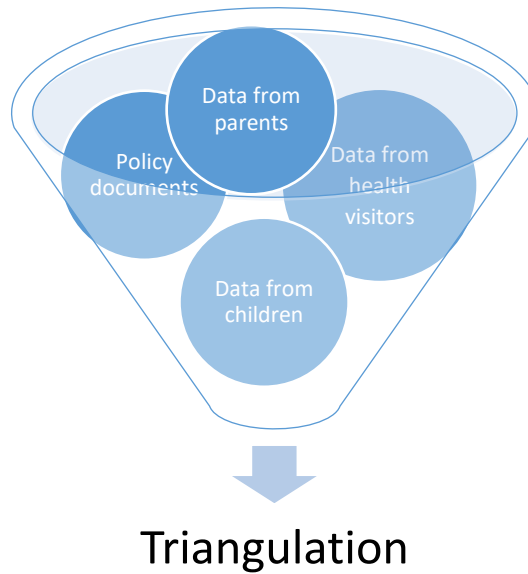 Data from
parents
Policy
documents
Data from
health
visitors
Data from
children
Triangulation